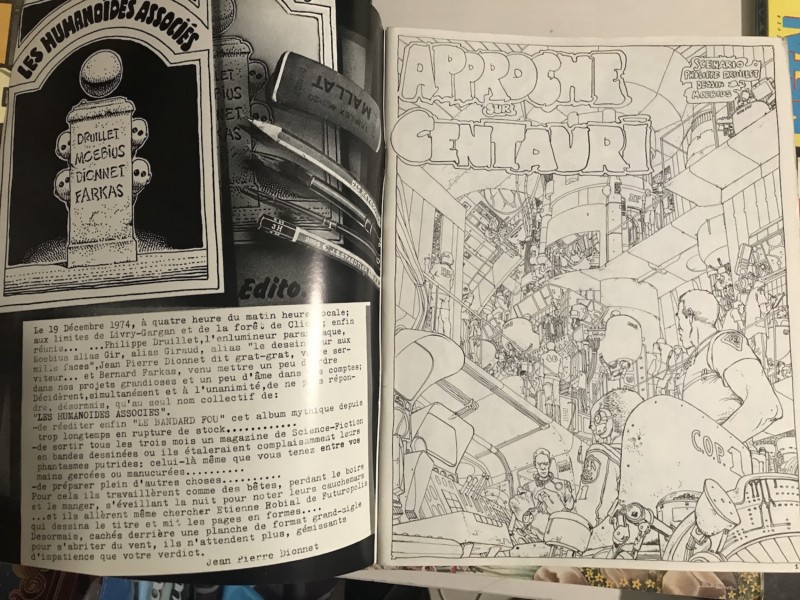 LES HUMANOÏDES ASSOCIÉS
DRUILLET
MOEBIUS
DIONNET
FARKAS
MALLAT
Edito
Le 19 Décembre 1974, à quatre heure du matin heure locale;
aux limites de Livry-Gargan et de la forêt de Clichy; enfin
réunis... ...Philippe Druillet, l'enlumineur paranoïaque,
Moebius alias Gir, alias Giraud, alias "le dessinateur aux
mille faces", Jean Pierre Dionnet dit grat-grat, votre ser-
viteur... et Bernard Farkas, venu mettre un peu d'ordre
dans nos projets grandioses et un peu d'âme dans nos comptes;
Décidèrent,simultanément et à l'unanimité,de ne plus répon-
dre, désormais, qu'au seul nom collectif de:
"LES HUMANOIDES ASSOCIES".
-de rééditer enfin "LE BANDARD FOU" cet album mythique depuis
trop longtemps en rupture de stock.............
-de sortir tous les trois mois un magazine de Science-Fiction
en bandes dessinées ou ils étaleraient complaisamment leurs
phantasmes putrides: celui-là même que vous tenez entre vos
mains gercées ou manucurées..........
-de préparer plein d'autres choses..........
Pour cela ils travaillèrent comme des bêtes, perdant le boire
et le manger, s'éveillant la nuit pour noter leurs cauchemars
...et ils allèrent même chercher Etienne Robial de Futuropolis
qui dessina le titre et mit les pages en formes....
Desormais, cachés derrière une planche de format grand-aigle
pour s'abriter du vent, ils n'attendent plus, gémissants
d'impatience que votre verdict.
Jean Pierre Dionnet
APPROCHE
SUR
CENTAURI
SCENARIO
PHILIPPE DRUILLET
DESSIN
MOEBIUS
C.O.P.
1